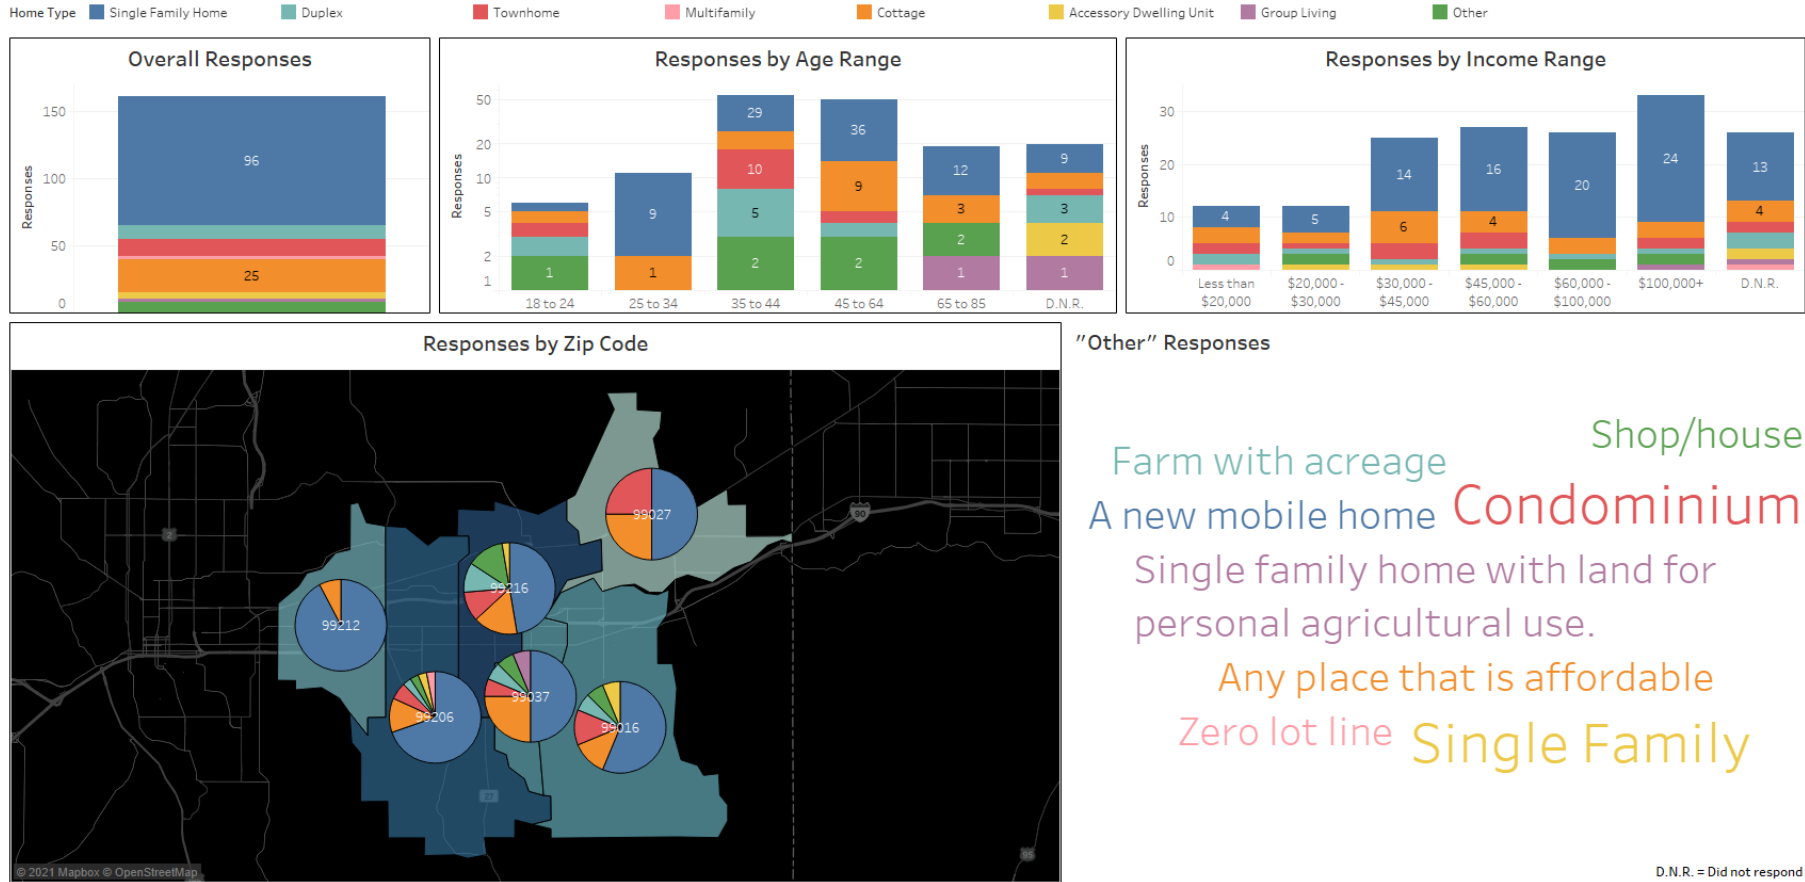 Home Type Single Family Home Duplex Townhome Multifamily Cottage Accessory Dwelling Unit Group Living Other
Overall Responses
Responses
150
100
50
0
96
25
Responses by Age Range
Responses
50
20
10
5
2
1
29
36
10
9
12
9
9
5
3
3
2
2
1
1
2
2
1
1
18 to 24
25 to 34
35 to 44
45 to 64
65 to 85
D.N.R.
Responses by Income Range
Responses
30
20
10
0
4
5
14
6
16
4
20
24
13
4
Less than
$20,000
$20,000 -
$30,000
$30,000 -
$45,000
$45,000 -
$60,000
$60,000 -
$100,000
$100,000+
D.N.R.
Responses by Zip Code
99027
90
2
99216
99212
99037
99206
99016
27
95
© 2021 Mapbox © OpenStreetMap
"Other" Responses
Shop/house
Farm with acreage
A new mobile home
Condominium
Single family home with land for
personal agricultural use.
Any place that is affordable
Zero lot line
Single Family
D.N.R. = Did not respond